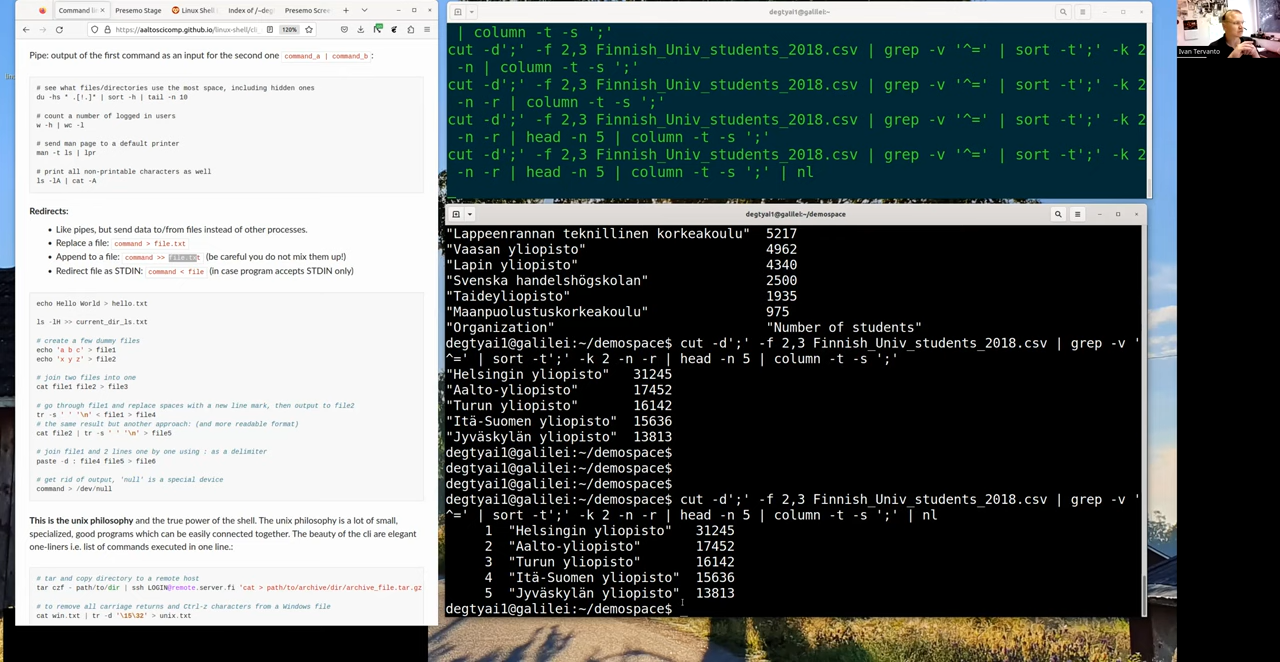 Command lin
Presemo Stage
Linux Shell
Index of /~deg
Presemo Scree
https://aaltoscicomp.github.io/linux-shell/cl
120%
Pipe: output of the first command as an input for the second one command_a | command_b :
# see what files/directories use the most space, including hidden ones
du -hs * .[!.]* | sort -h | tail -n 10
# count a number of logged in users
w -h | wc -l
# send man page to a default printer
man -t ls | lpr
# print all non-printable characters as well
ls -lA | cat -A
Redirects:
• Like pipes, but send data to/from files instead of other processes.
• Replace a file: command > file.txt
• Append to a file: command >> file.txt (be careful you do not mix them up!)
• Redirect file as STDIN: command < file (in case program accepts STDIN only)
echo Hello World > hello.txt
ls -lH >> current_dir_ls.txt
# create a few dummy files
echo 'a b c' > file1
echo 'x y z' > file2
# join two files into one
cat file1 file2 > file3
# go through file1 and replace spaces with a new line mark, then output to file2
tr -s ' ' '\n' < file1 > file4
# the same result but another approach: (and more readable format)
cat file2 | tr -s ' ' '\n' > file5
# join file1 and 2 lines one by one using : as a delimiter
paste -d : file4 file5 > file6
# get rid of output, 'null' is a special device
command > /dev/null
This is the unix philosophy and the true power of the shell. The unix philosophy is a lot of small,
specialized, good programs which can be easily connected together. The beauty of the cli are elegant
one-liners i.e. list of commands executed in one line.:
# tar and copy directory to a remote host
tar czf - path/to/dir | ssh LOGIN@remote.server.fi 'cat > path/to/archive/dir/archive_file.tar.gz
# to remove all carriage returns and Ctrl-z characters from a Windows file
cat win.txt | tr -d '\15\32' > unix.txt
degtyai1@galilei:~
| column -t -s ';'
cut -d';' -f 2,3 Finnish_Univ_students_2018.csv | grep -v '^=' | sort -t';' -k 2
-n | column -t -s ';'
cut -d';' -f 2,3 Finnish_Univ_students_2018.csv | grep -v '^=' | sort -t';' -k 2
-n -r | column -t -s ';'
cut -d';' -f 2,3 Finnish_Univ_students_2018.csv | grep -v '^=' | sort -t';' -k 2
-n -r | head -n 5 | column -t -s ';'
cut -d';' -f 2,3 Finnish_Univ_students_2018.csv | grep -v '^=' | sort -t';' -k 2
-n -r | head -n 5 | column -t -s ';' | nl
degtyai1@galilei:~/demospace
"Lappeenrannan teknillinen korkeakoulu" 5217
"Vaasan yliopisto" 4962
"Lapin yliopisto" 4340
"Svenska handelshögskolan" 2500
"Taideyliopisto" 1935
"Maanpuolustuskorkeakoulu" 975
"Organization" "Number of students"
degtyai1@galilei:~/demospace$ cut -d';' -f 2,3 Finnish_Univ_students_2018.csv | grep -v '
^=' | sort -t';' -k 2 -n -r | head -n 5 | column -t -s ';'
"Helsingin yliopisto" 31245
"Aalto-yliopisto" 17452
"Turun yliopisto" 16142
"Itä-Suomen yliopisto" 15636
"Jyväskylän yliopisto" 13813
degtyai1@galilei:~/demospace$
degtyai1@galilei:~/demospace$
degtyai1@galilei:~/demospace$
degtyai1@galilei:~/demospace$ cut -d';' -f 2,3 Finnish_Univ_students_2018.csv | grep -v '
^=' | sort -t';' -k 2 -n -r | head -n 5 | column -t -s ';' | nl
1 "Helsingin yliopisto" 31245
2 "Aalto-yliopisto" 17452
3 "Turun yliopisto" 16142
4 "Itä-Suomen yliopisto" 15636
5 "Jyväskylän yliopisto" 13813
degtyai1@galilei:~/demospace$
Ivan Tervanto